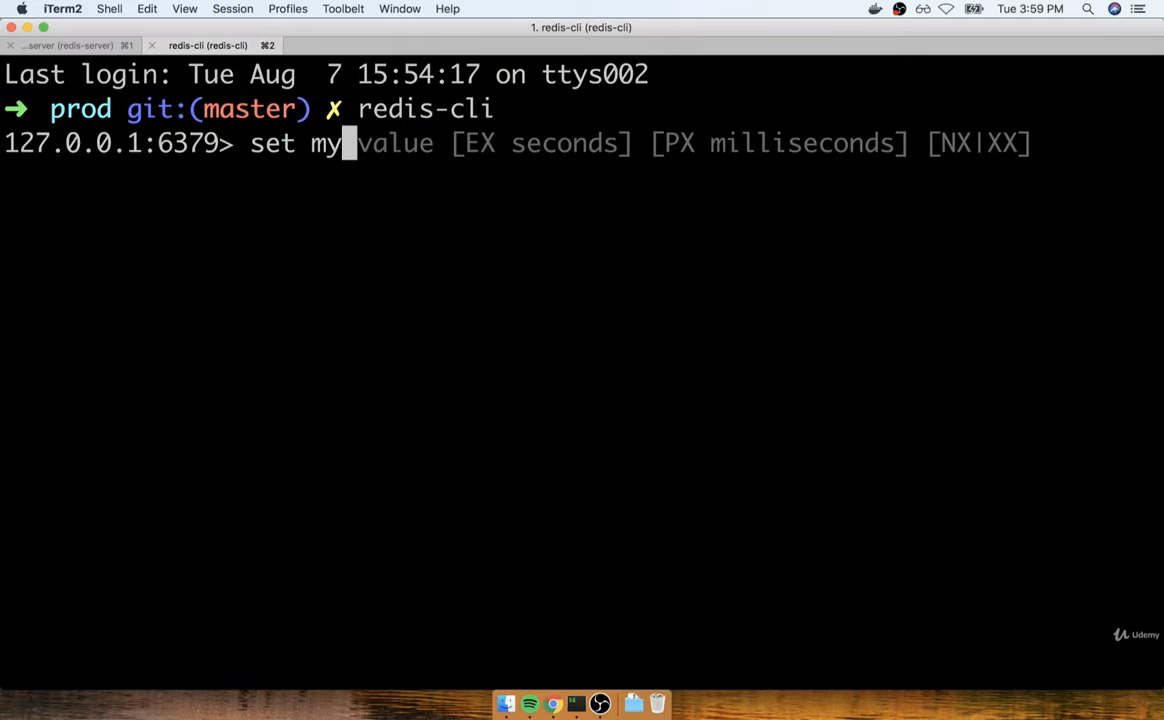 iTerm2 Shell Edit View Session Profiles Toolbelt Window Help Tue 3:59 PM
1. redis-cli (redis-cli)
...server (redis-server) ⌘1 redis-cli (redis-cli) ⌘2
Last login: Tue Aug  7 15:54:17 on ttys002
➜ prod git:(master) ✗ redis-cli
127.0.0.1:6379> set my value [EX seconds] [PX milliseconds] [NX|XX]
Udemy